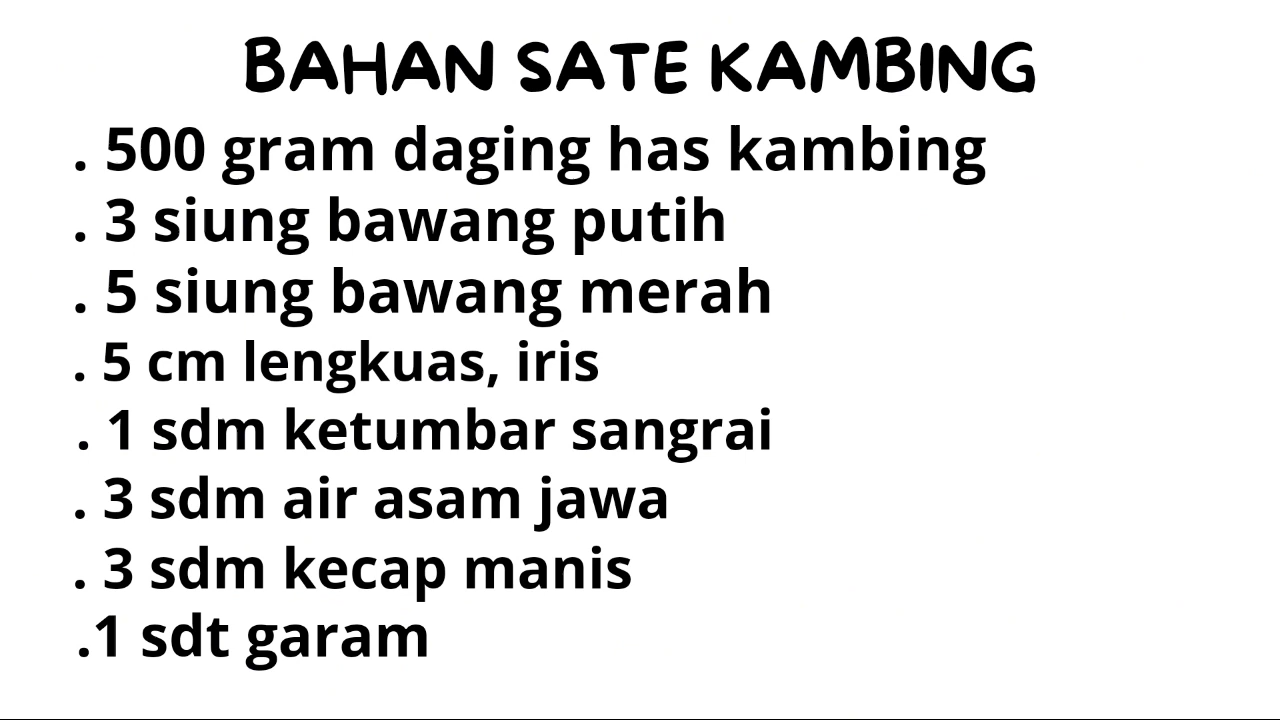 BAHAN SATE KAMBING
. 500 gram daging has kambing
. 3 siung bawang putih
. 5 siung bawang merah
. 5 cm lengkuas, iris
. 1 sdm ketumbar sangrai
. 3 sdm air asam jawa
. 3 sdm kecap manis
.1 sdt garam